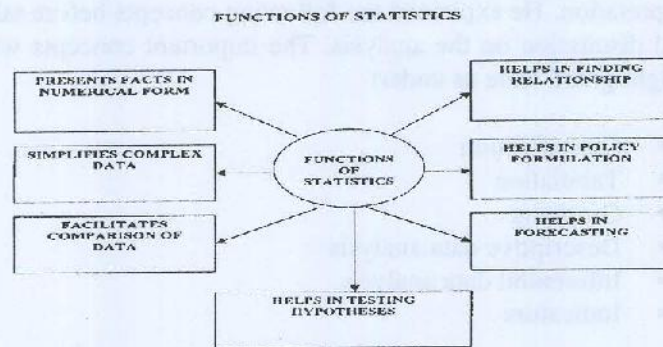 FUNCTIONS OF STATISTICS
PRESENTS FACTS IN
NUMERICAL FORM
SIMPLIFIES COMPLEX
DATA
FACILITATES
COMPARISON OF
DATA
FUNCTIONS
OF
STATISTICS
HELPS IN FINDING
RELATIONSHIP
HELPS IN POLICY
FORMULATION
HELPS IN
FORECASTING
HELPS IN TESTING
HYPOTHESES